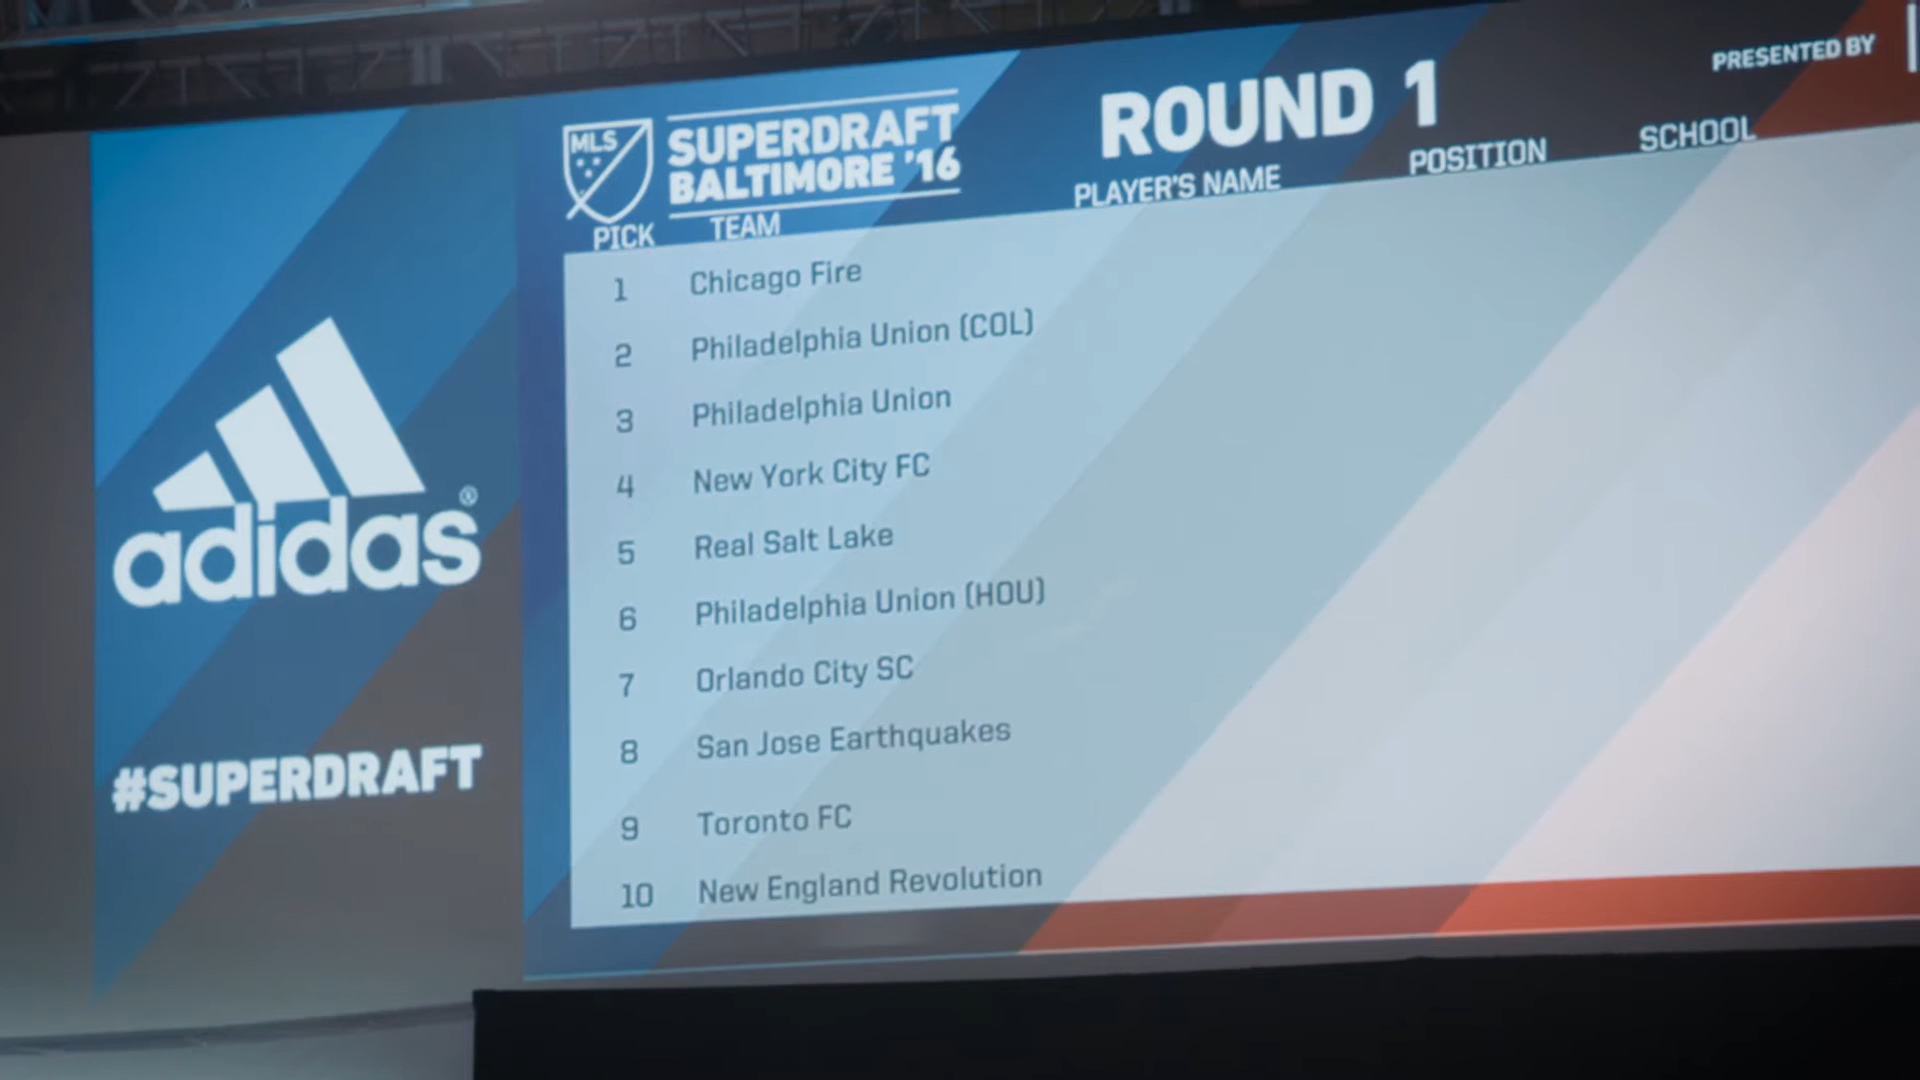 MLS
SUPERDRAFT
BALTIMORE '16
ROUND 1
PRESENTED BY
PICK TEAM PLAYER'S NAME POSITION SCHOOL
1 Chicago Fire
2 Philadelphia Union (COL)
3 Philadelphia Union
4 New York City FC
5 Real Salt Lake
6 Philadelphia Union (HOU)
7 Orlando City SC
8 San Jose Earthquakes
9 Toronto FC
10 New England Revolution
adidas®
#SUPERDRAFT